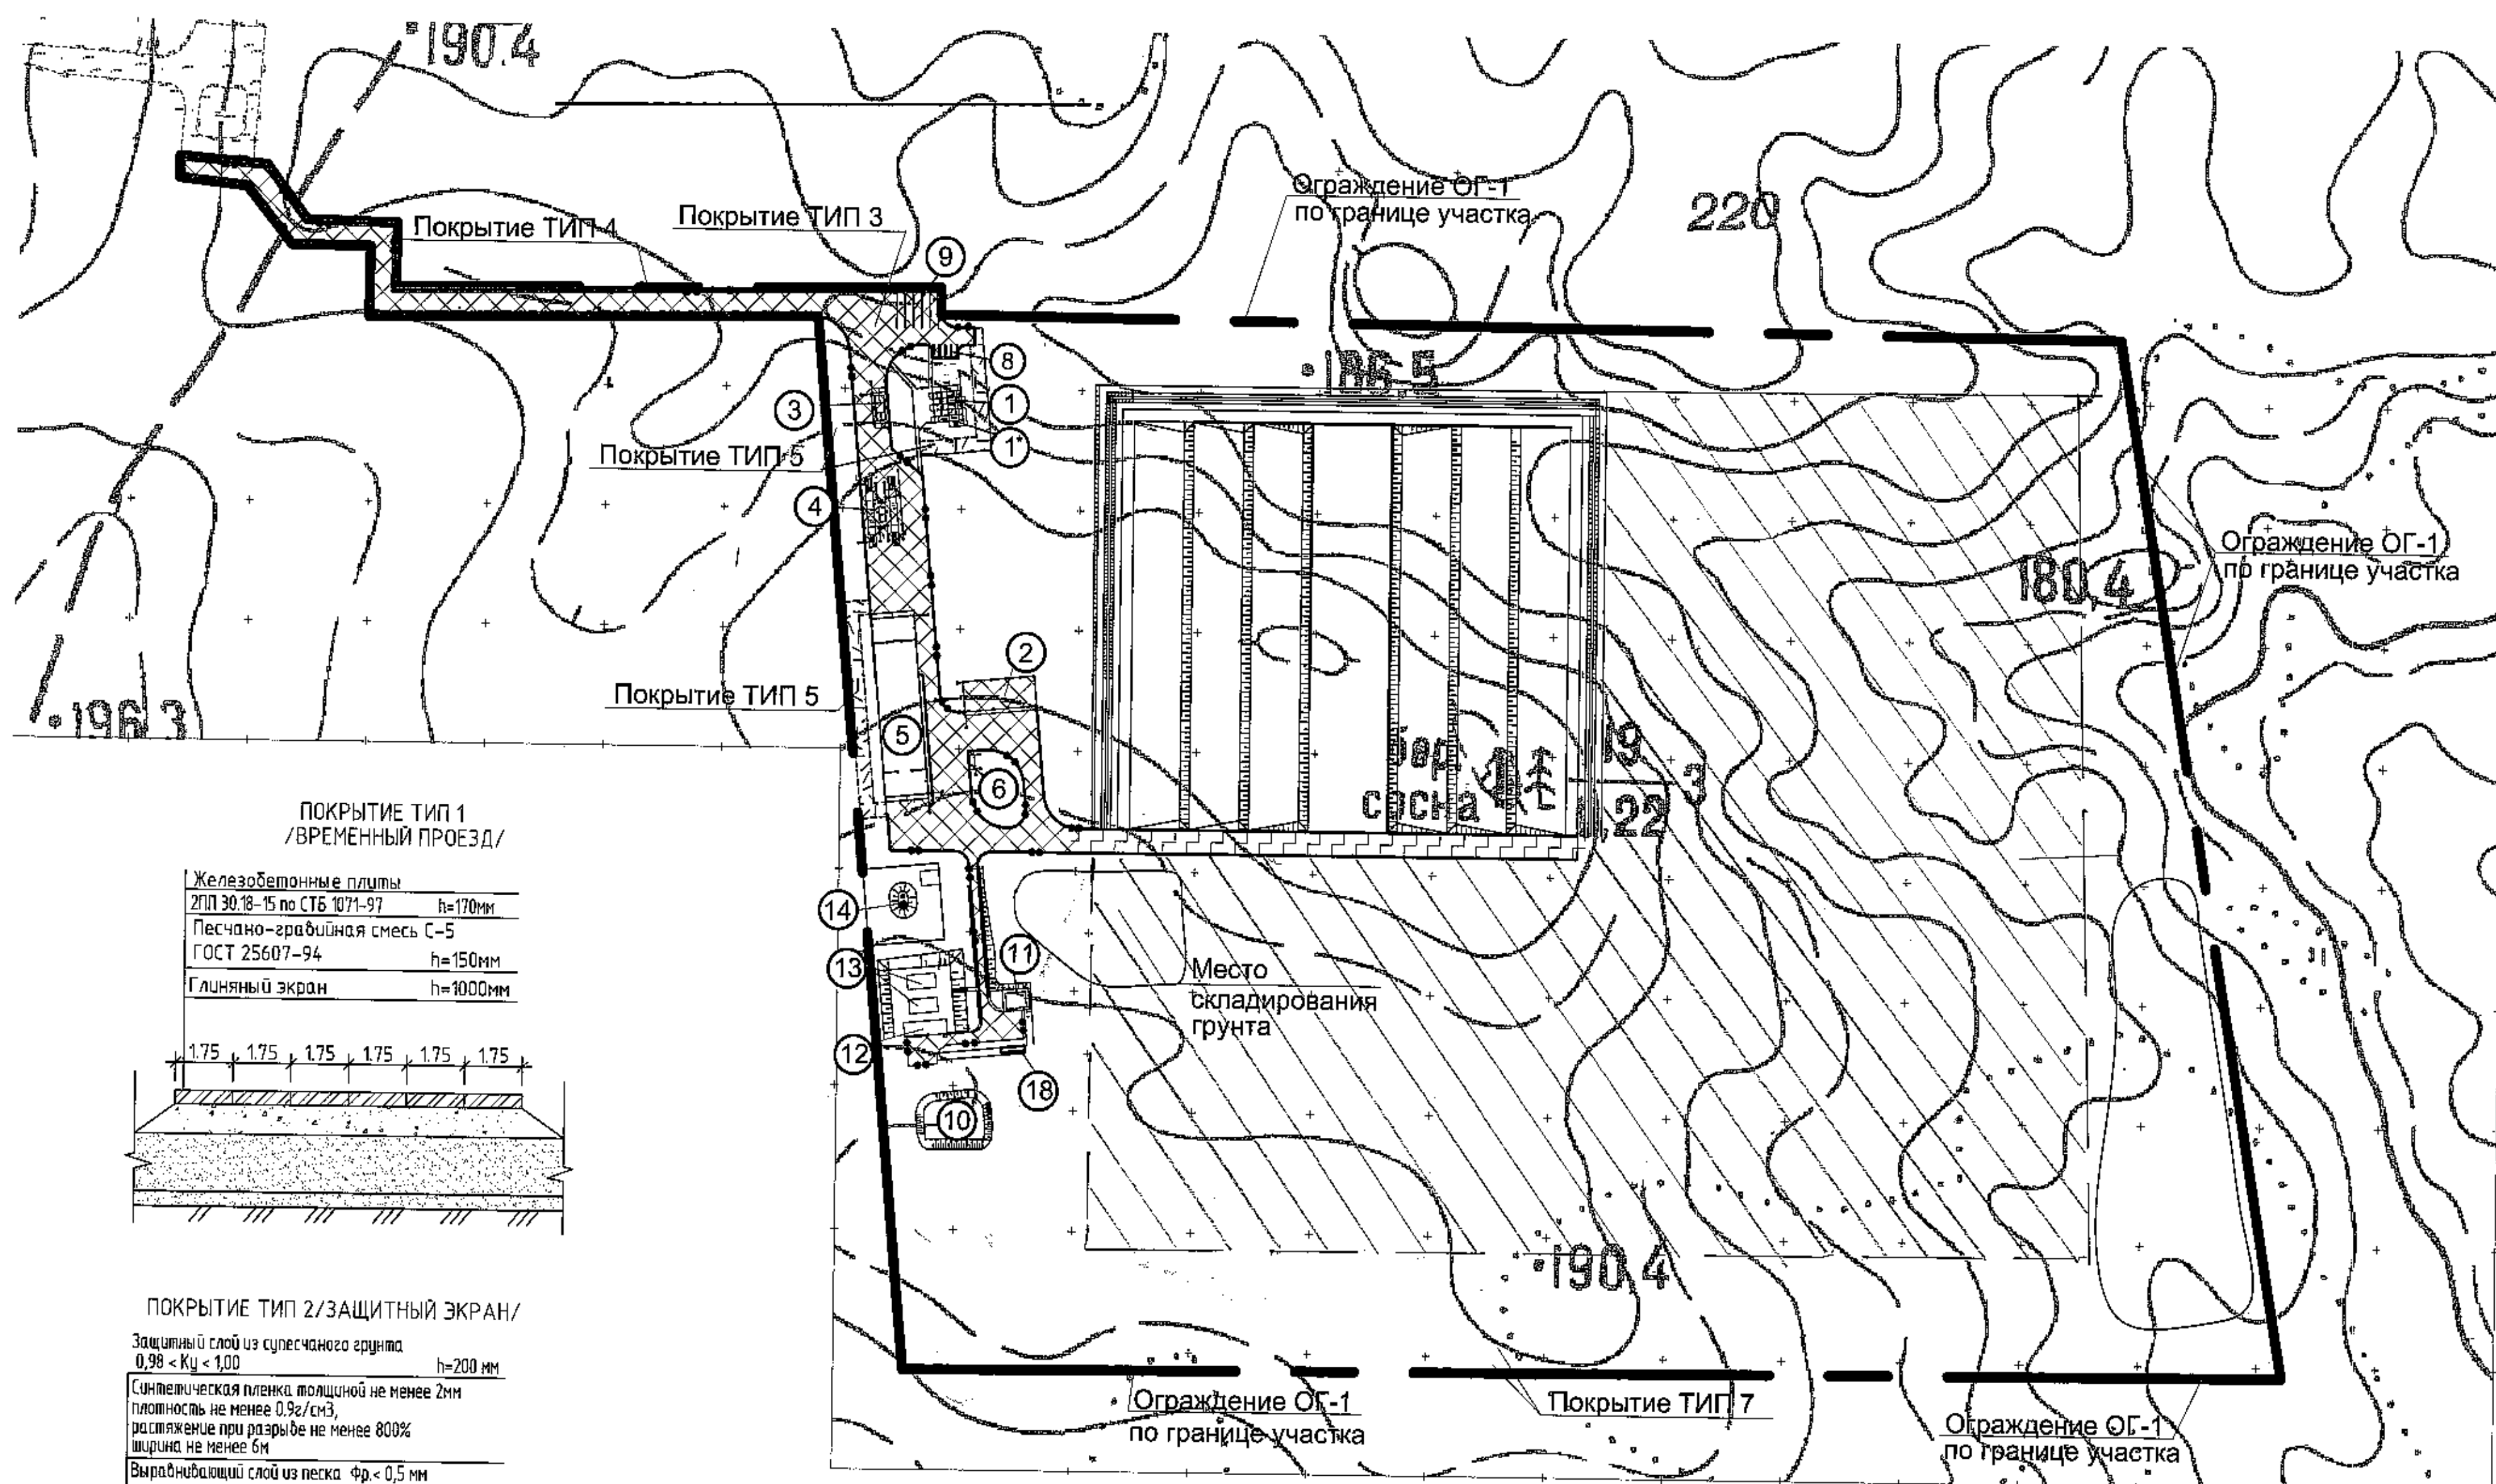 190.4
Ограждение ОГ-1
по границе участка
220
Покрытие ТИП 4
Покрытие ТИП 3
9
8
186,5
3
1
1*
Покрытие ТИП 5
4
Ограждение ОГ-1
по границе участка
180,4
2
Покрытие ТИП 5
196.3
5
6
бер.
сосна
19
22
3
ПОКРЫТИЕ ТИП 1
/ВРЕМЕННЫЙ ПРОЕЗД/
Железобетонные плиты
2ПП 30.18-15 по СТБ 1071-97 h=170мм
Песчано-гравийная смесь С-5
ГОСТ 25607-94 h=150мм
Глиняный экран h=1000мм
1.75 1.75 1.75 1.75 1.75 1.75
14
13
11
Место
складирования
грунта
12
18
10
190,4
ПОКРЫТИЕ ТИП 2/ЗАЩИТНЫЙ ЭКРАН/
Защитный слой из супесчаного грунта
0,98 < Ку < 1,00 h=200 мм
Синтетическая пленка толщиной не менее 2мм
плотность не менее 0.9г/см3,
растяжение при разрыве не менее 800%
ширина не менее 6м
Выравнивающий слой из песка Фр.< 0,5 мм
Ограждение ОГ-1
по границе участка
Покрытие ТИП 7
Ограждение ОГ-1
по границе участка